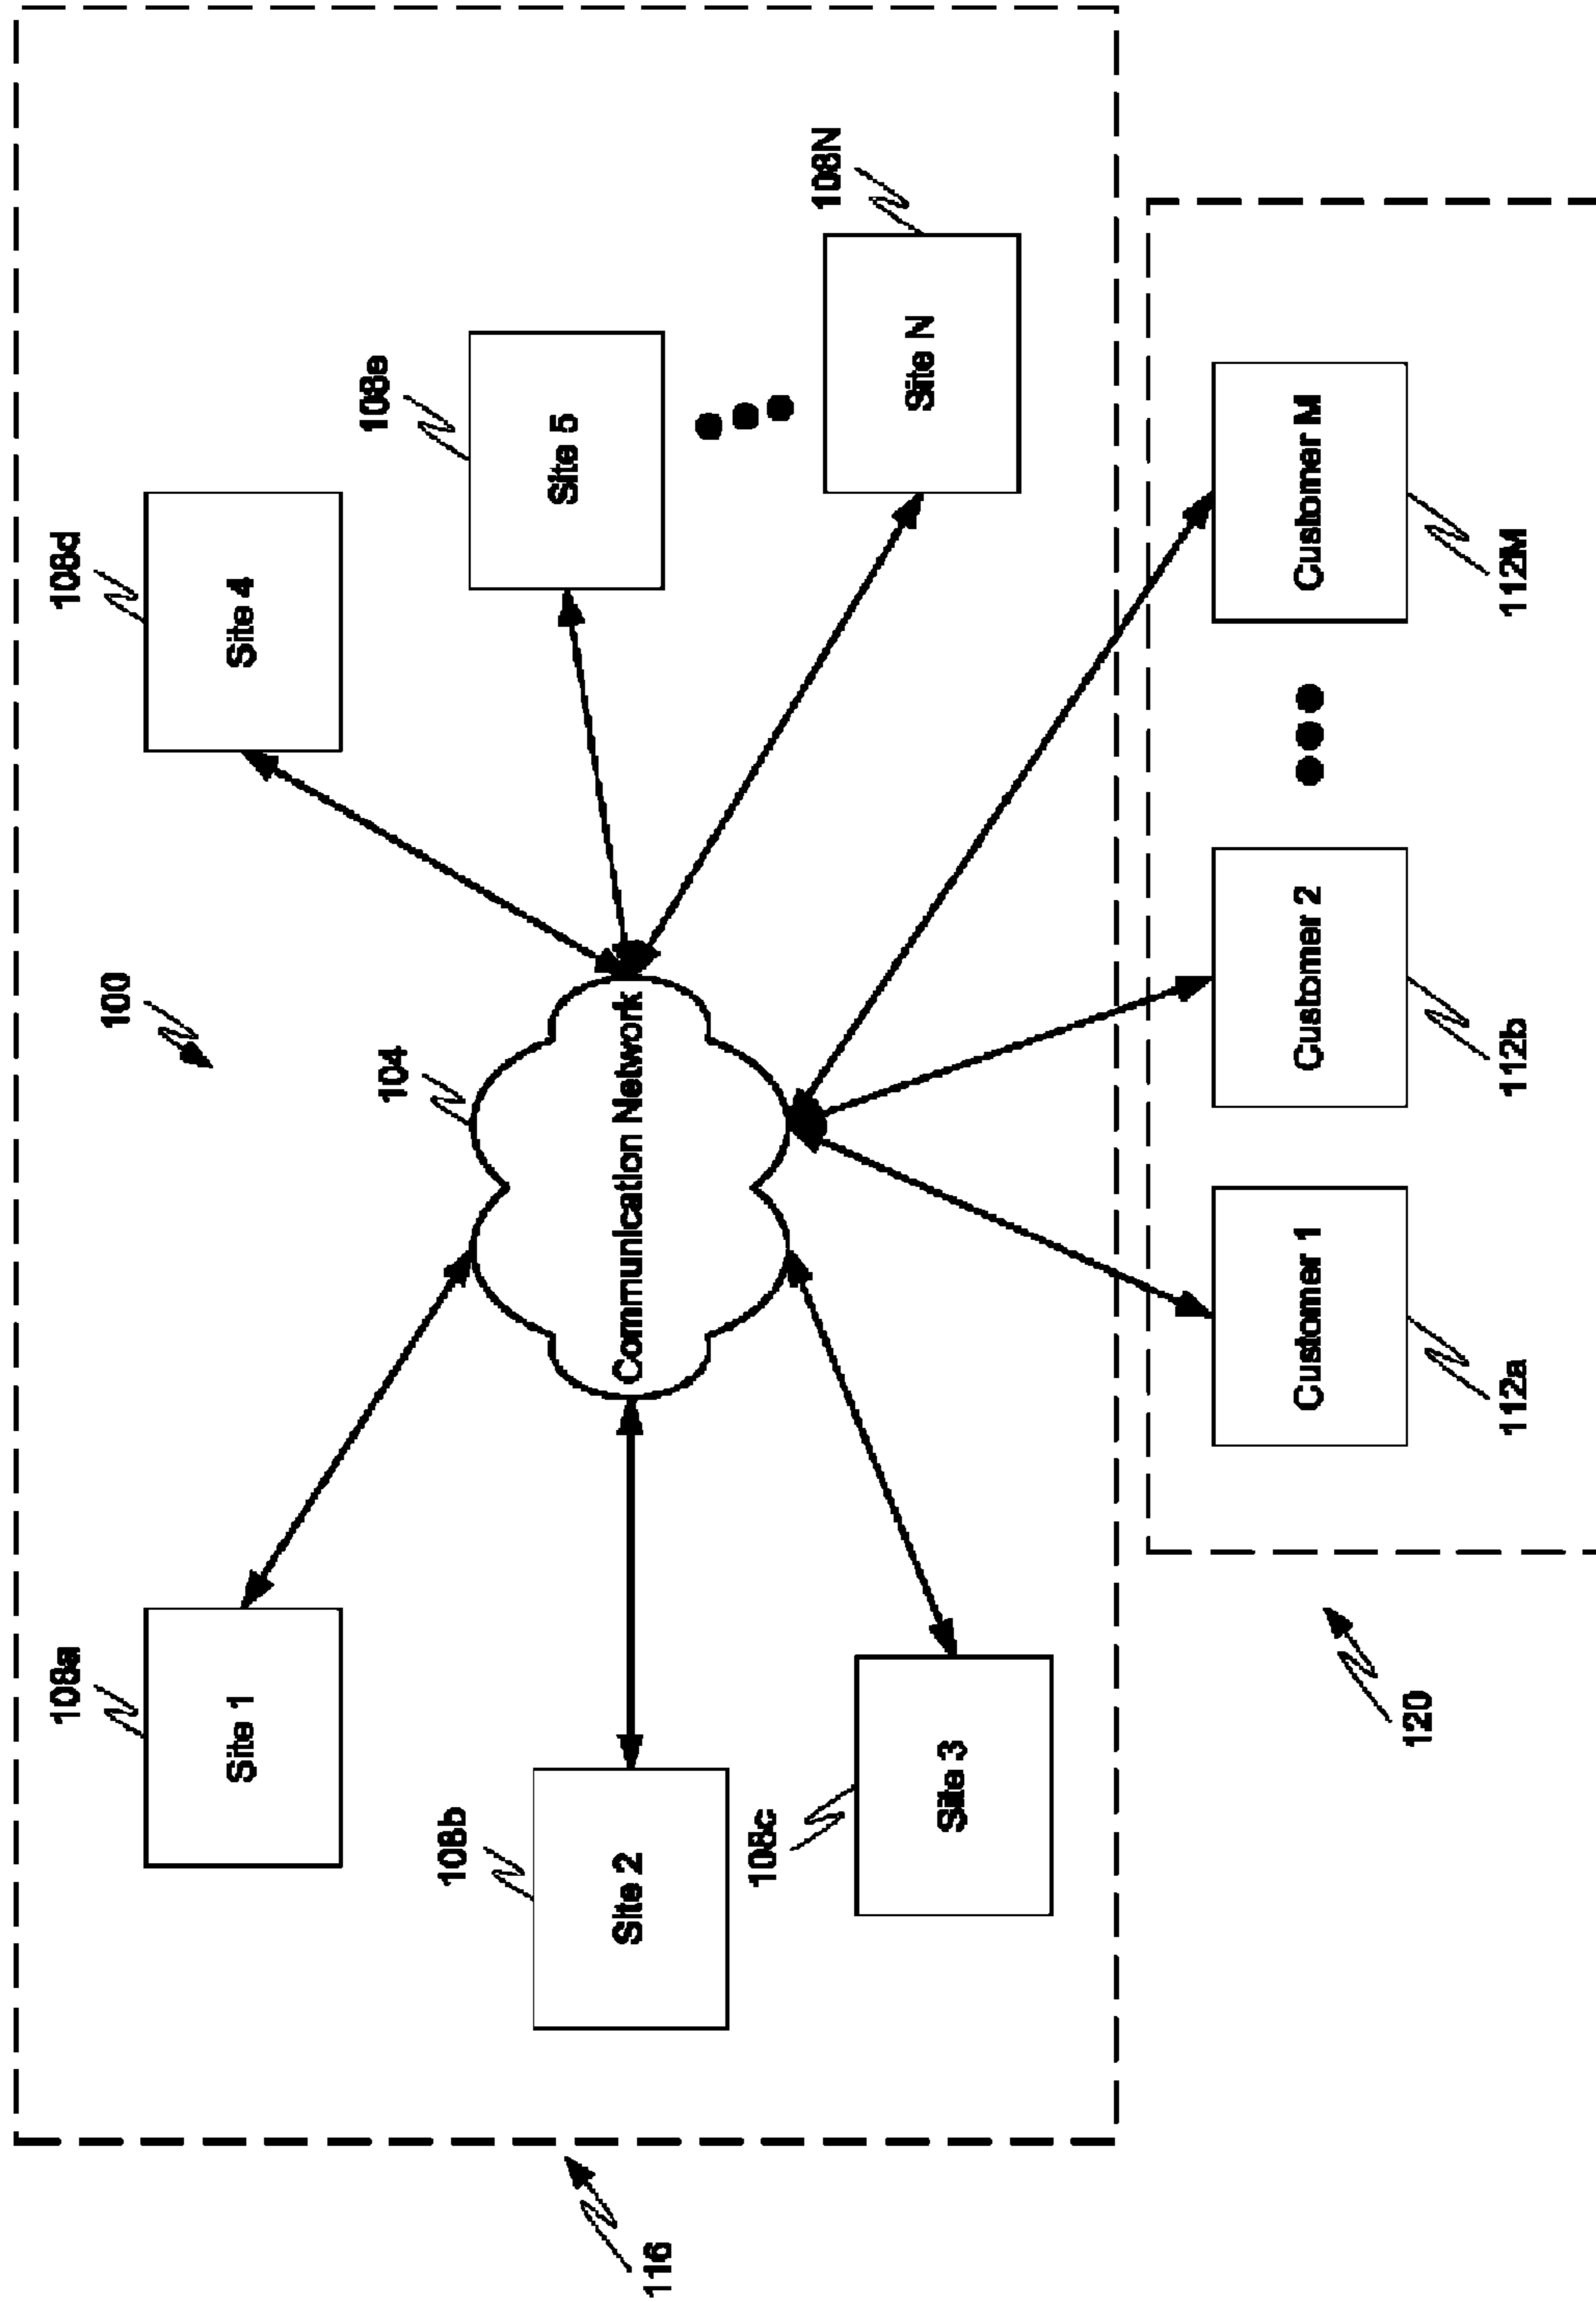 100
108a
Site 1
108d
Site 4
104
Communication Network
108e
Site 5
108b
Site 2
116
108c
Site 3
108N
Site N
Customer 1
Customer 2
Customer M
112a
112b
112M
120